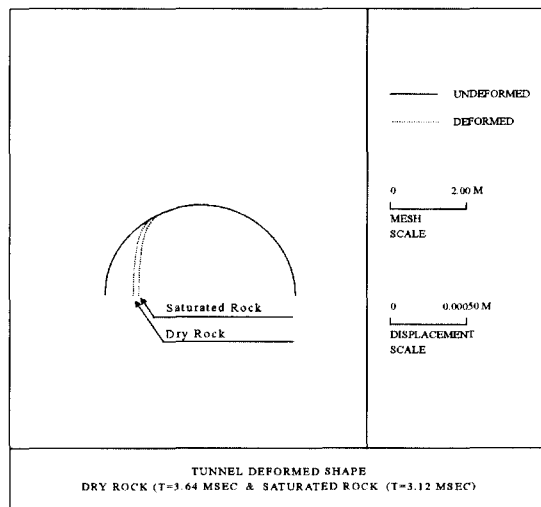 UNDEFORMED
DEFORMED
0 2.00 M
MESH
SCALE
0 0.00050 M
DISPLACEMENT
SCALE
Saturated Rock
Dry Rock
TUNNEL DEFORMED SHAPE
DRY ROCK (T=3.64 MSEC & SATURATED ROCK (T=3.12 MSEC)